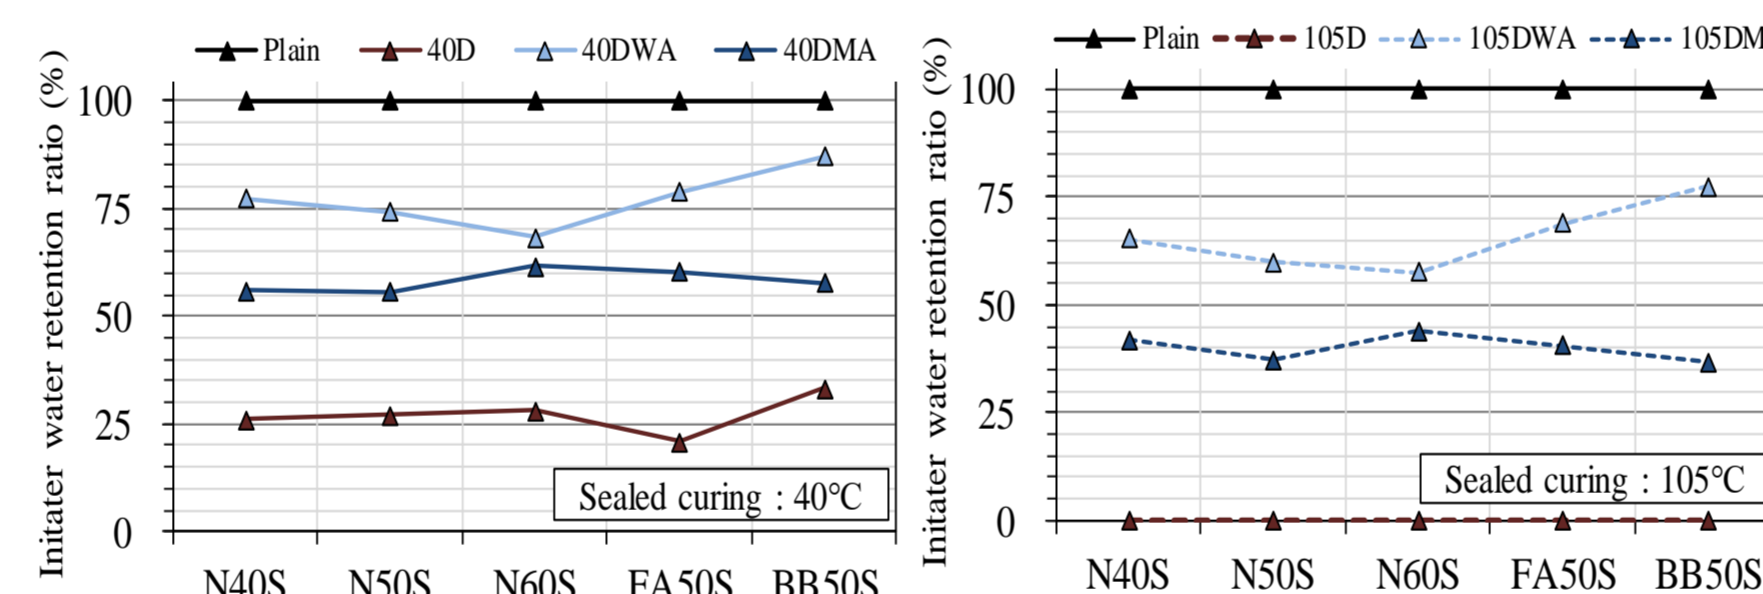 Plain 40D 40DWA 40DMA
Initater water retention ratio (%)
100
75
50
25
0
Sealed curing : 40°C
N40S N50S N60S FA50S BB50S
Plain 105D 105DWA 105DM
Initater water retention ratio (%)
100
75
50
25
0
Sealed curing : 105°C
N40S N50S N60S FA50S BB50S